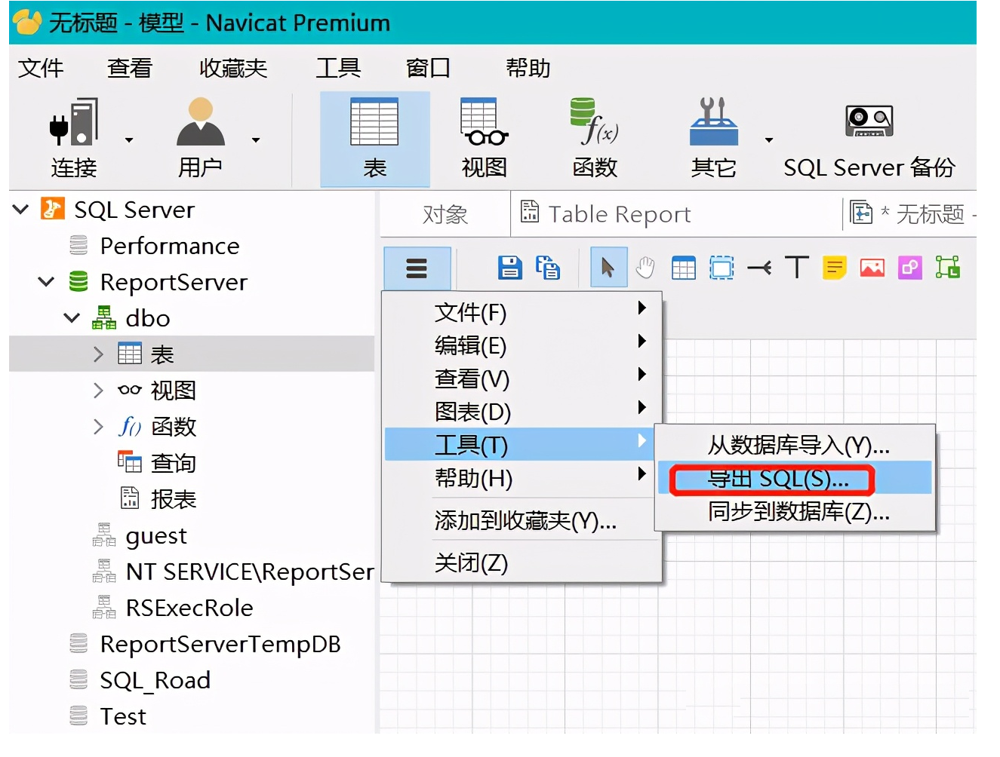 无标题 - 模型 - Navicat Premium
文件 查看 收藏夹 工具 窗口 帮助
连接 用户 表 视图 函数 其它 SQL Server 备份
对象 Table Report * 无标题 -
SQL Server
Performance
ReportServer
dbo
表
视图
函数
查询
报表
guest
NT SERVICE\ReportSer
RSExecRole
ReportServerTempDB
SQL_Road
Test
文件(F)
编辑(E)
查看(V)
图表(D)
工具(T)
帮助(H)
添加到收藏夹(Y)...
关闭(Z)
从数据库导入(Y)...
导出 SQL(S)...
同步到数据库(Z)...